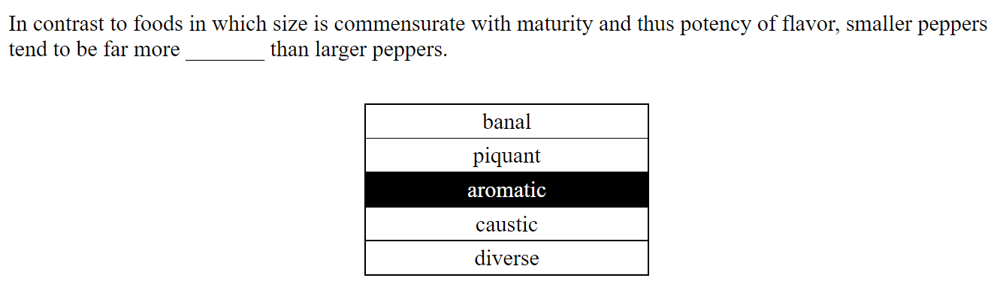 In contrast to foods in which size is commensurate with maturity and thus potency of flavor, smaller peppers
tend to be far more ________ than larger peppers.
banal
piquant
aromatic
caustic
diverse